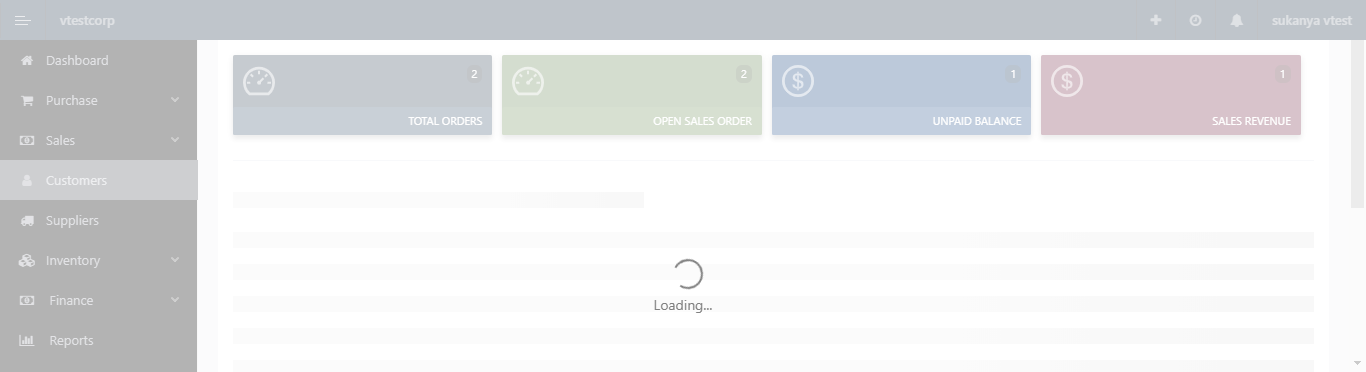 vtestcorp
sukanya vtest
Dashboard
Purchase
Sales
Customers
Suppliers
Inventory
Finance
Reports
2
TOTAL ORDERS
2
OPEN SALES ORDER
1
UNPAID BALANCE
1
SALES REVENUE
Loading...